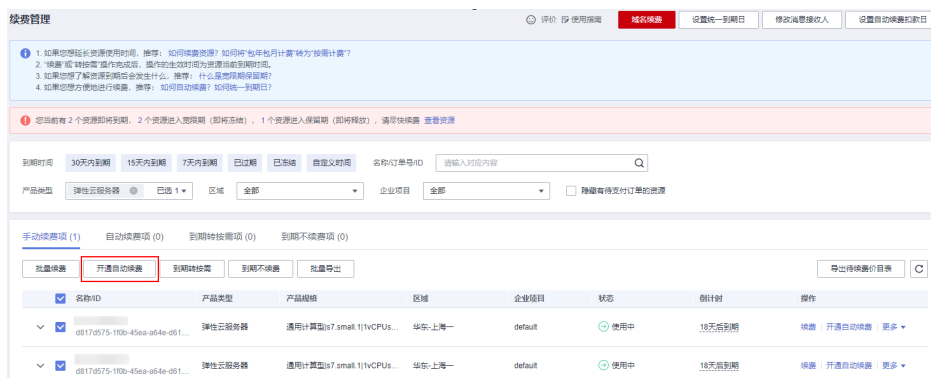 续费管理
评价 使用指南 域名续费 设置统一到期日 修改消息接收人 设置自动续费扣款日
1. 如果您想延长资源使用时间，推荐： 如何续费资源？如何将"包年包月计费"转为"按需计费"？
2. "续费"或"转按需"操作完成后，操作的生效时间为资源当前到期时间。
3. 如果您想了解资源到期后会发生什么，推荐： 什么是宽限期保留期？
4. 如果您想方便地进行续费，推荐： 如何自动续费？如何统一到期日？
您当前有 2 个资源即将到期， 2 个资源进入宽限期（即将冻结）， 1 个资源进入保留期（即将释放），请尽快续费 查看资源
到期时间 30天内到期 15天内到期 7天内到期 已过期 已冻结 自定义时间 名称/订单号/ID 请输入对应内容
产品类型 弹性云服务器 已选 1 区域 全部 企业项目 全部 隐藏有待支付订单的资源
手动续费项 (1) 自动续费项 (0) 到期转按需项 (0) 到期不续费项 (0)
批量续费 开通自动续费 到期转按需 到期不续费 批量导出 导出待续费价目表
名称/ID 产品类型 产品规格 区域 企业项目 状态 倒计时 操作
d817d575-1f0b-45ea-a64e-d61... 弹性云服务器 通用计算型|s7.small.1|1vCPUs... 华东-上海一 default 使用中 18天后到期 续费 开通自动续费 更多
d817d575-1f0b-45ea-a64e-d61... 弹性云服务器 通用计算型|s7.small.1|1vCPUs... 华东-上海一 default 使用中 18天后到期 续费 开通自动续费 更多